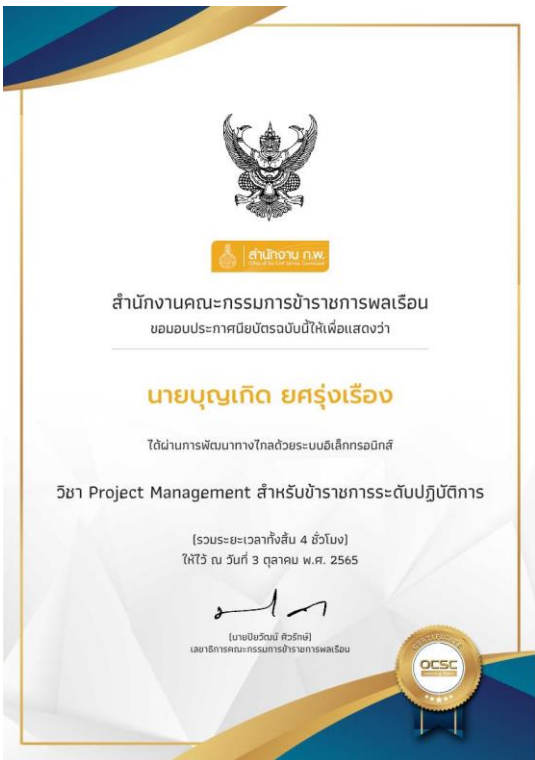 สำนักงาน ก.พ.
Office of the Civil Service Commission
สำนักงานคณะกรรมการข้าราชการพลเรือน
ขอมอบประกาศนียบัตรฉบับนี้ให้เพื่อแสดงว่า
นายบุญเกิด ยศรุ่งเรือง
ได้ผ่านการพัฒนาทางไกลด้วยระบบอิเล็กทรอนิกส์
วิชา Project Management สำหรับข้าราชการระดับปฏิบัติการ
(รวมระยะเวลาทั้งสิ้น 4 ชั่วโมง)
ให้ไว้ ณ วันที่ 3 ตุลาคม พ.ศ. 2565
(นายปิยวัฒน์ ศิวรักษ์)
เลขาธิการคณะกรรมการข้าราชการพลเรือน
OCSC